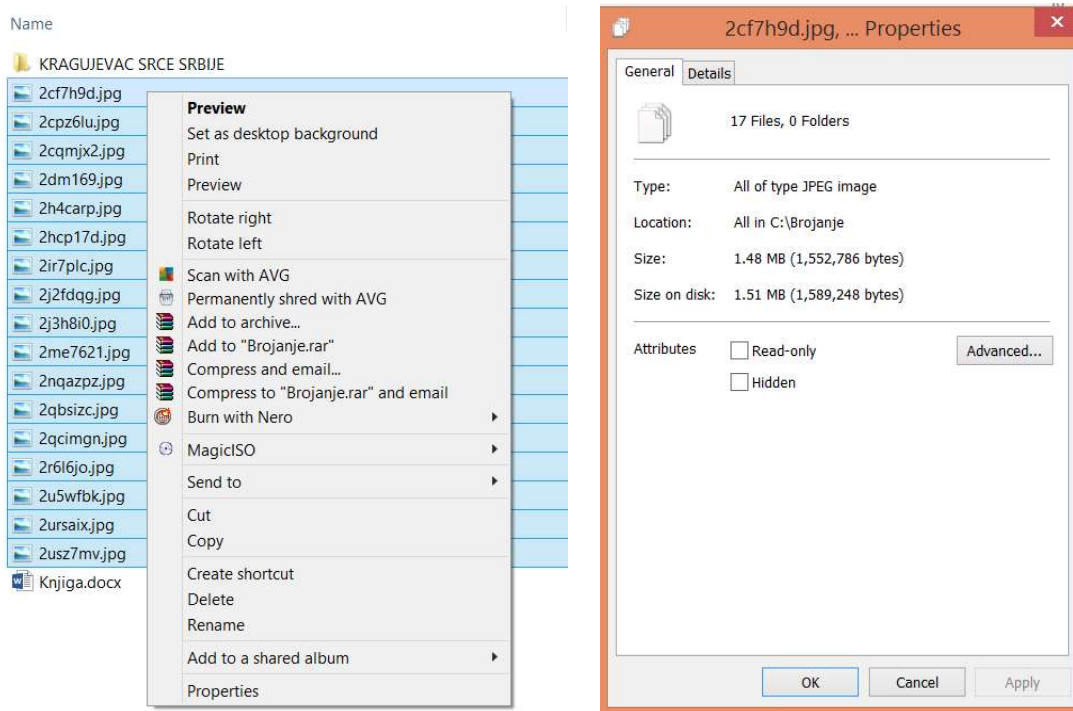 Name
KRAGUJEVAC SRCE SRBIJE
2cf7h9d.jpg
2cpz6lu.jpg
2cqmjx2.jpg
2dm169.jpg
2h4carp.jpg
2hcp17d.jpg
2ir7plc.jpg
2j2fdqg.jpg
2j3h8i0.jpg
2me7621.jpg
2nqazpz.jpg
2qbsizc.jpg
2qcimgn.jpg
2r6l6jo.jpg
2u5wfbk.jpg
2ursaix.jpg
2usz7mv.jpg
Knjiga.docx
Preview
Set as desktop background
Print
Preview
Rotate right
Rotate left
Scan with AVG
Permanently shred with AVG
Add to archive...
Add to "Brojanje.rar"
Compress and email...
Compress to "Brojanje.rar" and email
Burn with Nero
MagicISO
Send to
Cut
Copy
Create shortcut
Delete
Rename
Add to a shared album
Properties
2cf7h9d.jpg, ... Properties
General Details
17 Files, 0 Folders
Type: All of type JPEG image
Location: All in C:\Brojanje
Size: 1.48 MB (1,552,786 bytes)
Size on disk: 1.51 MB (1,589,248 bytes)
Attributes Read-only Advanced...
Hidden
OK Cancel Apply